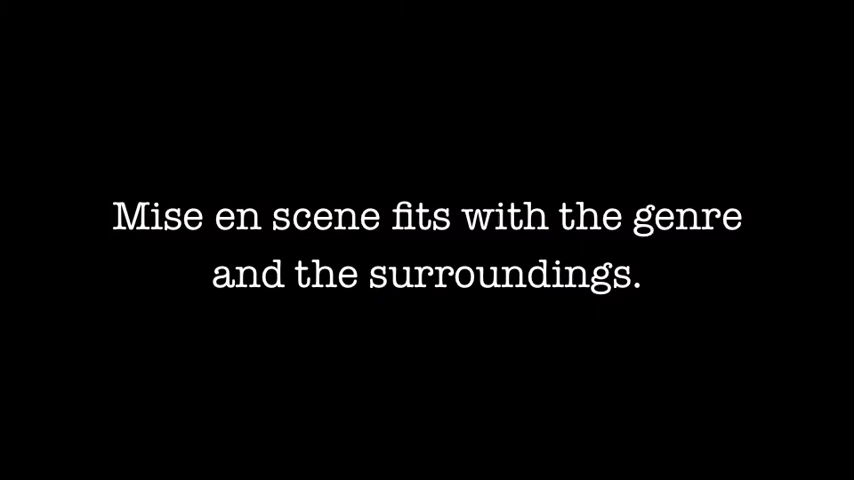 Mise en scene fits with the genre
and the surroundings.